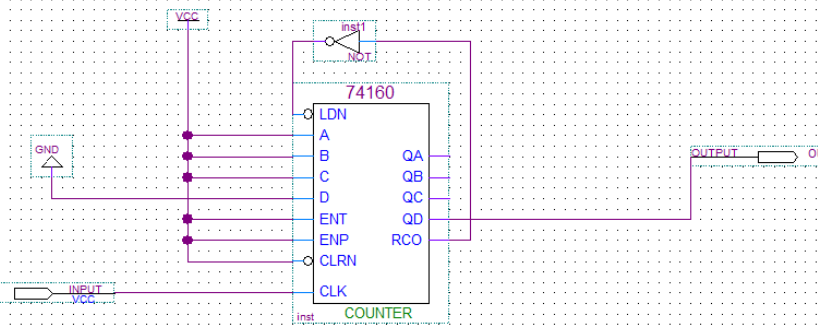 VCC
inst1
NOT
74160
LDN
GND
A
B
QA
C
QB
D
QC
ENT
QD
ENP
RCO
CLRN
CLK
inst
COUNTER
INPUT
VCC
OUTPUT